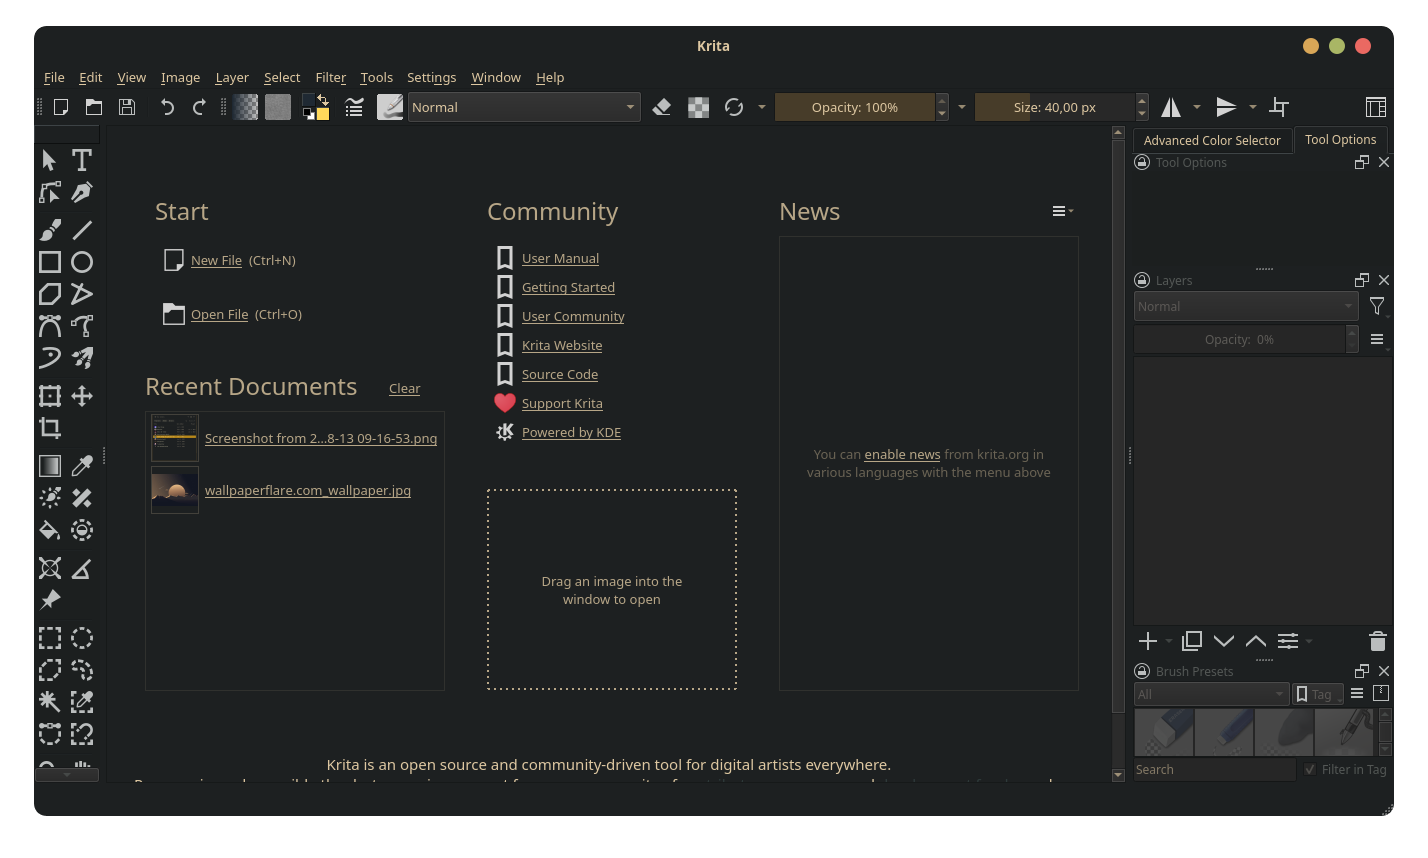 Krita
File Edit View Image Layer Select Filter Tools Settings Window Help
Normal Opacity: 100% Size: 40,00 px
Advanced Color Selector Tool Options
Tool Options
Start
New File (Ctrl+N)
Open File (Ctrl+O)
Recent Documents Clear
Screenshot from 2...8-13 09-16-53.png
wallpaperflare.com_wallpaper.jpg
Community
User Manual
Getting Started
User Community
Krita Website
Source Code
Support Krita
Powered by KDE
Drag an image into the
window to open
News
You can enable news from krita.org in
various languages with the menu above
Krita is an open source and community-driven tool for digital artists everywhere.
Layers
Normal
Opacity: 0%
Brush Presets
All Tag
Search Filter in Tag